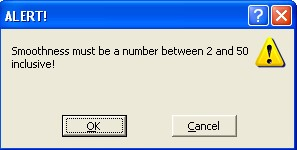 ALERT!
Smoothness must be a number between 2 and 50
inclusive!
OK
Cancel